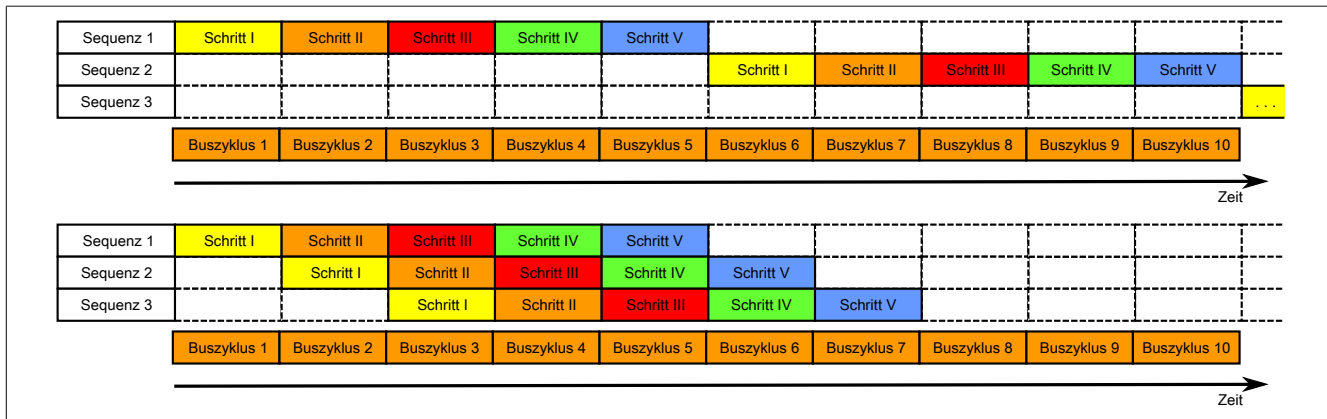 Sequenz 1 Schritt I Schritt II Schritt III Schritt IV Schritt V
Sequenz 2 Schritt I Schritt II Schritt III Schritt IV Schritt V
Sequenz 3 . . .
Buszyklus 1 Buszyklus 2 Buszyklus 3 Buszyklus 4 Buszyklus 5 Buszyklus 6 Buszyklus 7 Buszyklus 8 Buszyklus 9 Buszyklus 10
Zeit
Sequenz 1 Schritt I Schritt II Schritt III Schritt IV Schritt V
Sequenz 2 Schritt I Schritt II Schritt III Schritt IV Schritt V
Sequenz 3 Schritt I Schritt II Schritt III Schritt IV Schritt V
Buszyklus 1 Buszyklus 2 Buszyklus 3 Buszyklus 4 Buszyklus 5 Buszyklus 6 Buszyklus 7 Buszyklus 8 Buszyklus 9 Buszyklus 10
Zeit